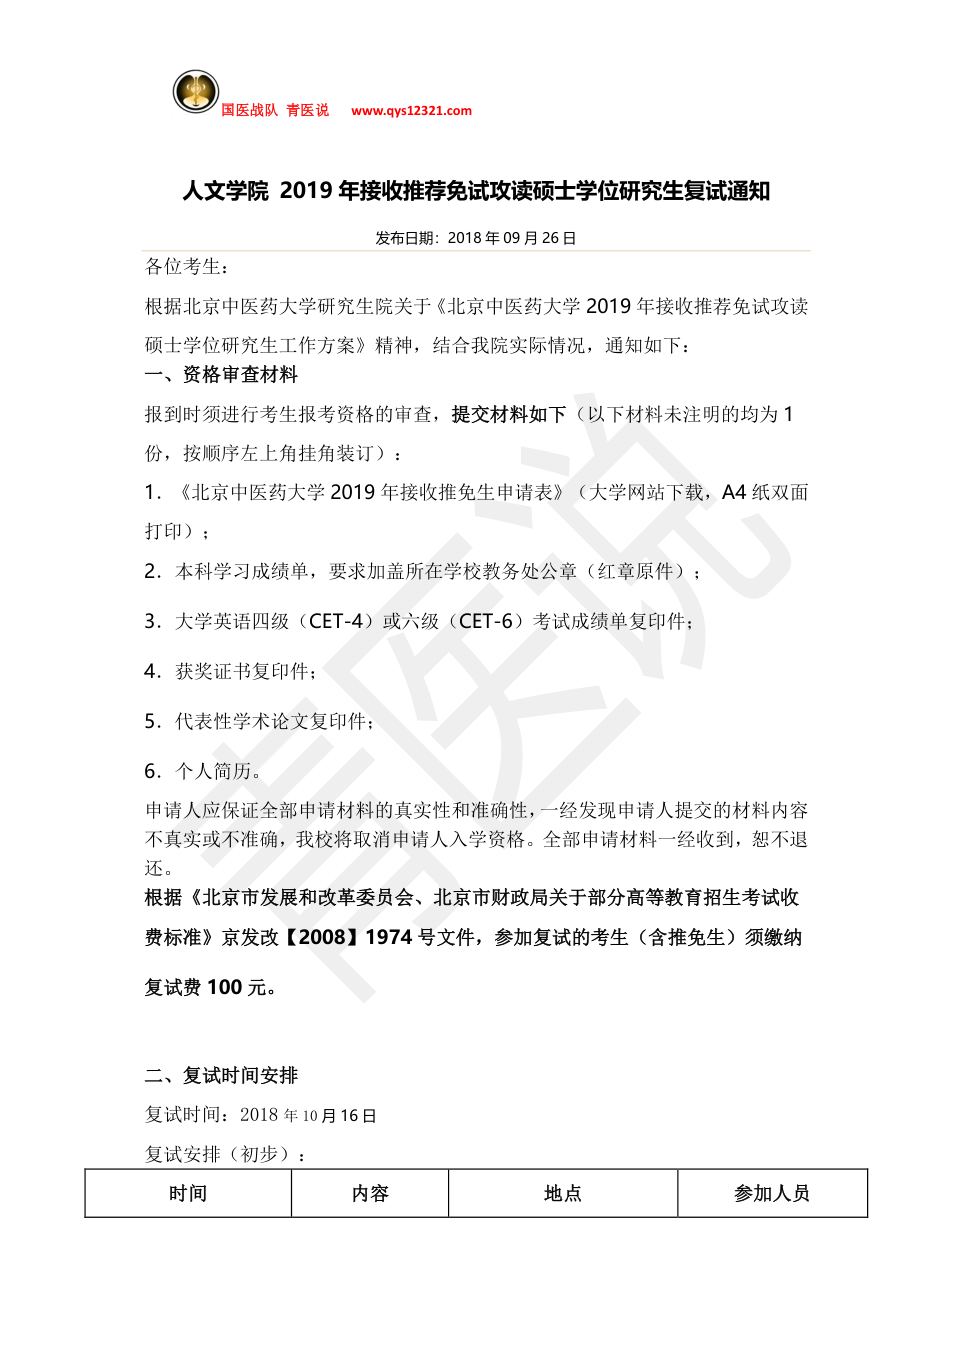 国医战队 青医说 www.qys12321.com
人文学院 2019 年接收推荐免试攻读硕士学位研究生复试通知
发布日期：2018 年 09 月 26 日
各位考生：
根据北京中医药大学研究生院关于《北京中医药大学 2019 年接收推荐免试攻读
硕士学位研究生工作方案》精神，结合我院实际情况，通知如下：
一、资格审查材料
报到时须进行考生报考资格的审查，提交材料如下（以下材料未注明的均为 1
份，按顺序左上角挂角装订）：
1．《北京中医药大学 2019 年接收推免生申请表》（大学网站下载，A4 纸双面
打印）；
2．本科学习成绩单，要求加盖所在学校教务处公章（红章原件）；
3．大学英语四级（CET-4）或六级（CET-6）考试成绩单复印件；
4．获奖证书复印件；
5．代表性学术论文复印件；
6．个人简历。
申请人应保证全部申请材料的真实性和准确性，一经发现申请人提交的材料内容
不真实或不准确，我校将取消申请人入学资格。全部申请材料一经收到，恕不退
还。
根据《北京市发展和改革委员会、北京市财政局关于部分高等教育招生考试收
费标准》京发改【2008】1974 号文件，参加复试的考生（含推免生）须缴纳
复试费 100 元。
二、复试时间安排
复试时间：2018 年 10 月 16 日
复试安排（初步）：
时间 内容 地点 参加人员
青医说